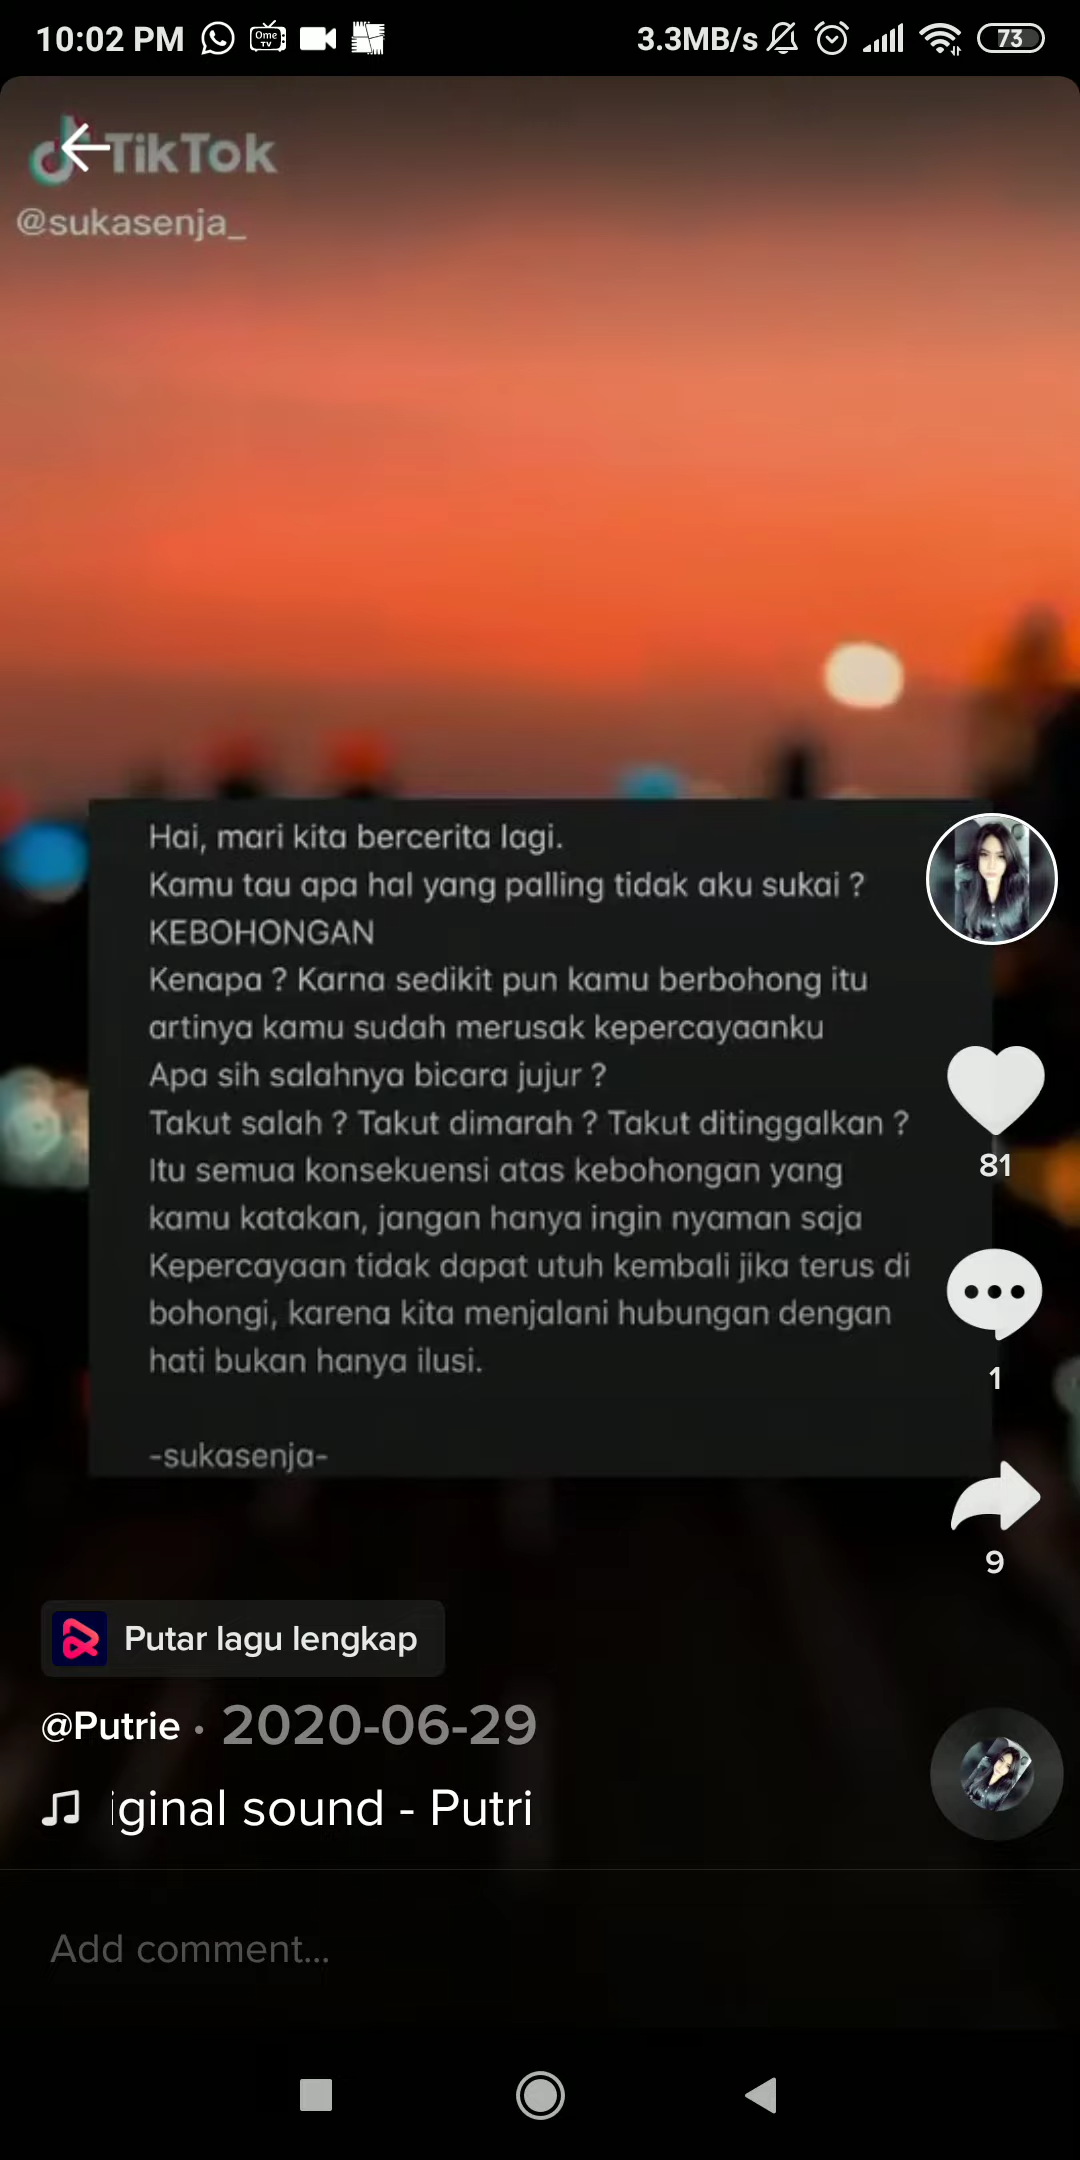 10:02 PM
Ome
TV
3.3MB/s
73
TikTok
@sukasenja_
Hai, mari kita bercerita lagi.
Kamu tau apa hal yang palling tidak aku sukai ?
KEBOHONGAN
Kenapa ? Karna sedikit pun kamu berbohong itu
artinya kamu sudah merusak kepercayaanku
Apa sih salahnya bicara jujur ?
Takut salah ? Takut dimarah ? Takut ditinggalkan ?
Itu semua konsekuensi atas kebohongan yang
kamu katakan, jangan hanya ingin nyaman saja
Kepercayaan tidak dapat utuh kembali jika terus di
bohongi, karena kita menjalani hubungan dengan
hati bukan hanya ilusi.
-sukasenja-
81
1
9
Putar lagu lengkap
@Putrie · 2020-06-29
iginal sound - Putri
Add comment...